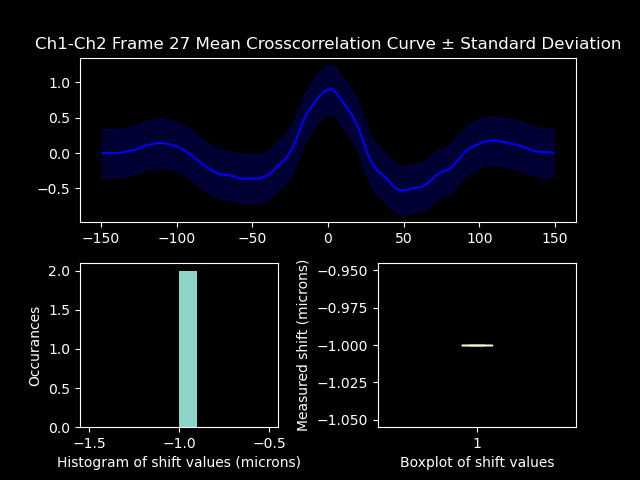 Ch1-Ch2 Frame 27 Mean Crosscorrelation Curve ± Standard Deviation
1.0
0.5
0.0
−0.5
−150 −100 −50 0 50 100 150
Occurances
2.0
1.5
1.0
0.5
0.0
−1.5 −1.0 −0.5
Histogram of shift values (microns)
Measured shift (microns)
−0.950
−0.975
−1.000
−1.025
−1.050
1
Boxplot of shift values